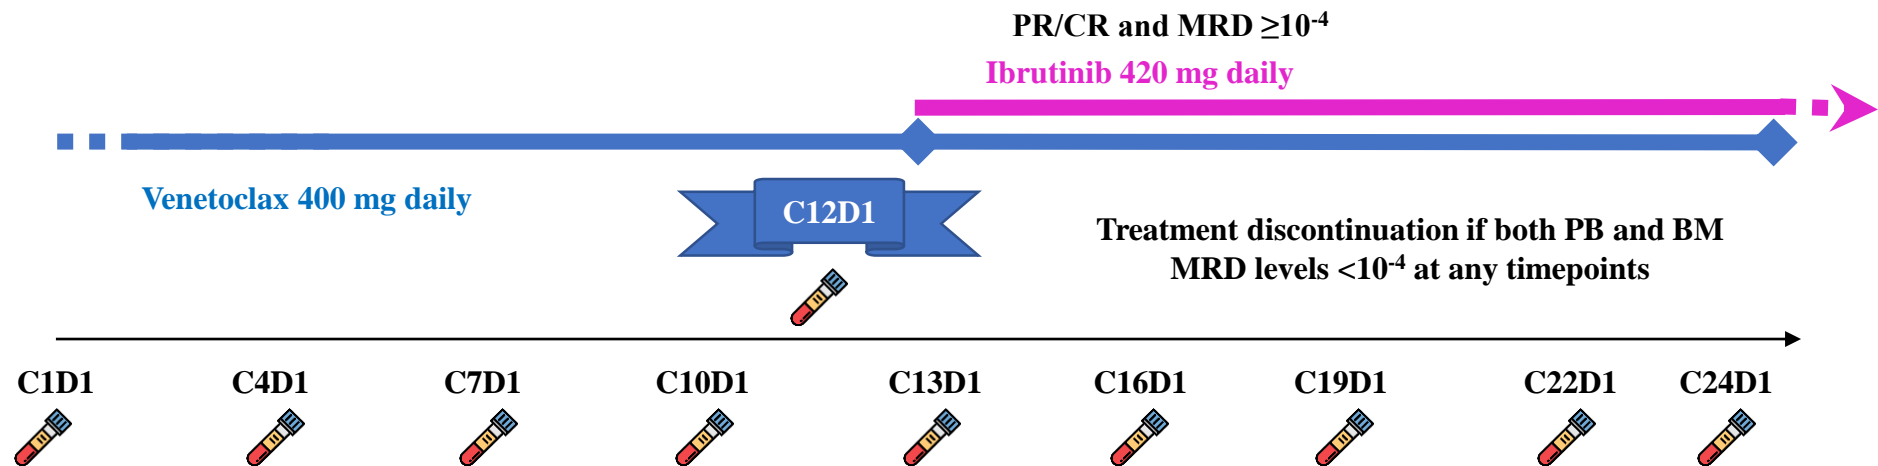 PR/CR and MRD ≥10⁻⁴
Ibrutinib 420 mg daily
Venetoclax 400 mg daily
C12D1
Treatment discontinuation if both PB and BM
MRD levels <10⁻⁴ at any timepoints
C1D1 C4D1 C7D1 C10D1 C13D1 C16D1 C19D1 C22D1 C24D1